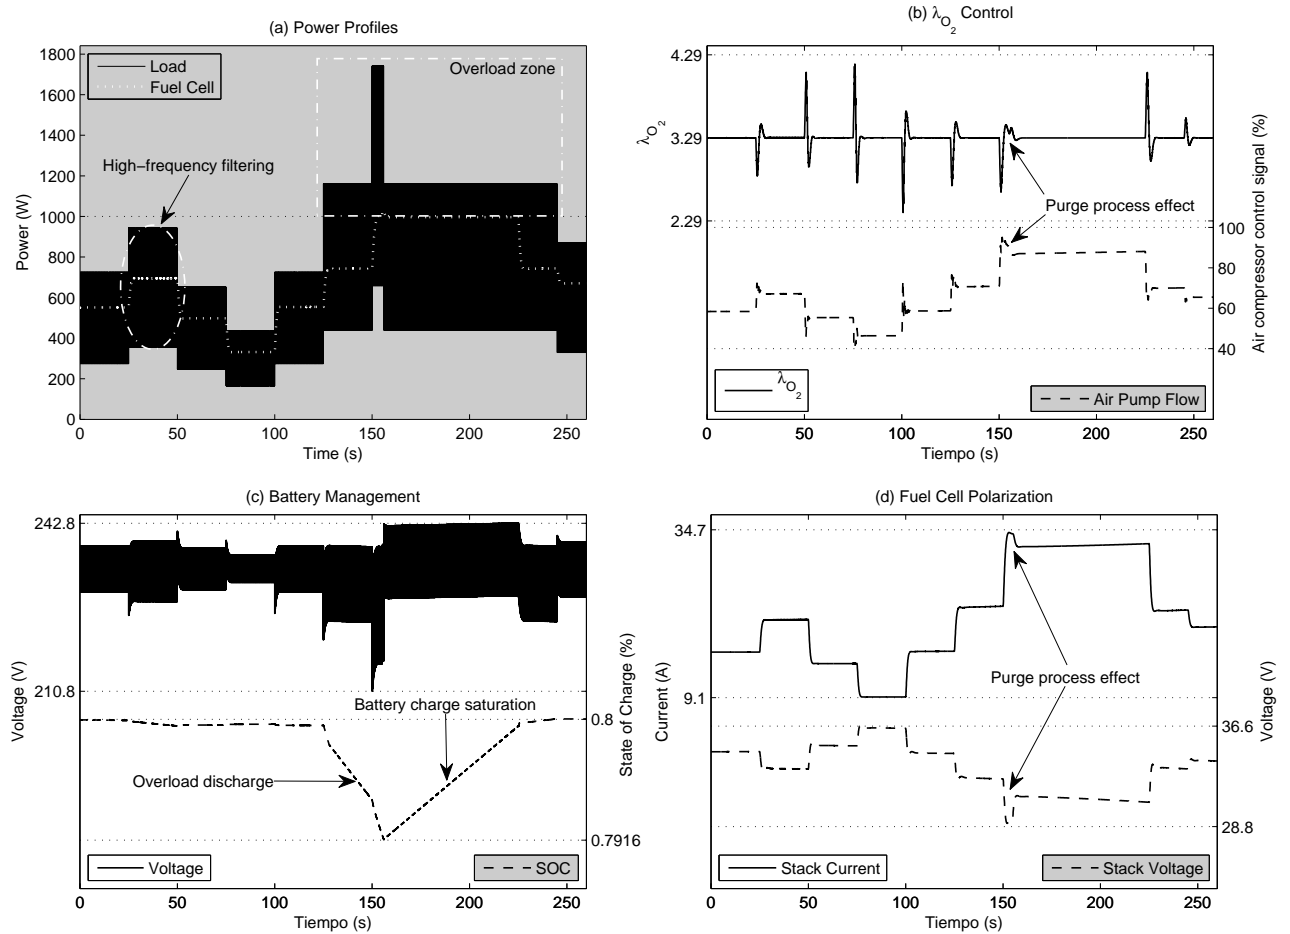 (a) Power Profiles
1800
1600
1400
1200
1000
800
600
400
200
0
Power (W)
Load
Fuel Cell
Overload zone
High−frequency filtering
0 50 100 150 200 250
Time (s)
(b) λO2 Control
4.29
3.29
2.29
λO2
100
80
60
40
Air compressor control signal (%)
Purge process effect
λO2
Air Pump Flow
0 50 100 150 200 250
Tiempo (s)
(c) Battery Management
242.8
210.8
Voltage (V)
0.8
0.7916
State of Charge (%)
Battery charge saturation
Overload discharge
Voltage
SOC
0 50 100 150 200 250
Tiempo (s)
(d) Fuel Cell Polarization
34.7
9.1
Current (A)
36.6
28.8
Voltage (V)
Purge process effect
Stack Current
Stack Voltage
0 50 100 150 200 250
Tiempo (s)